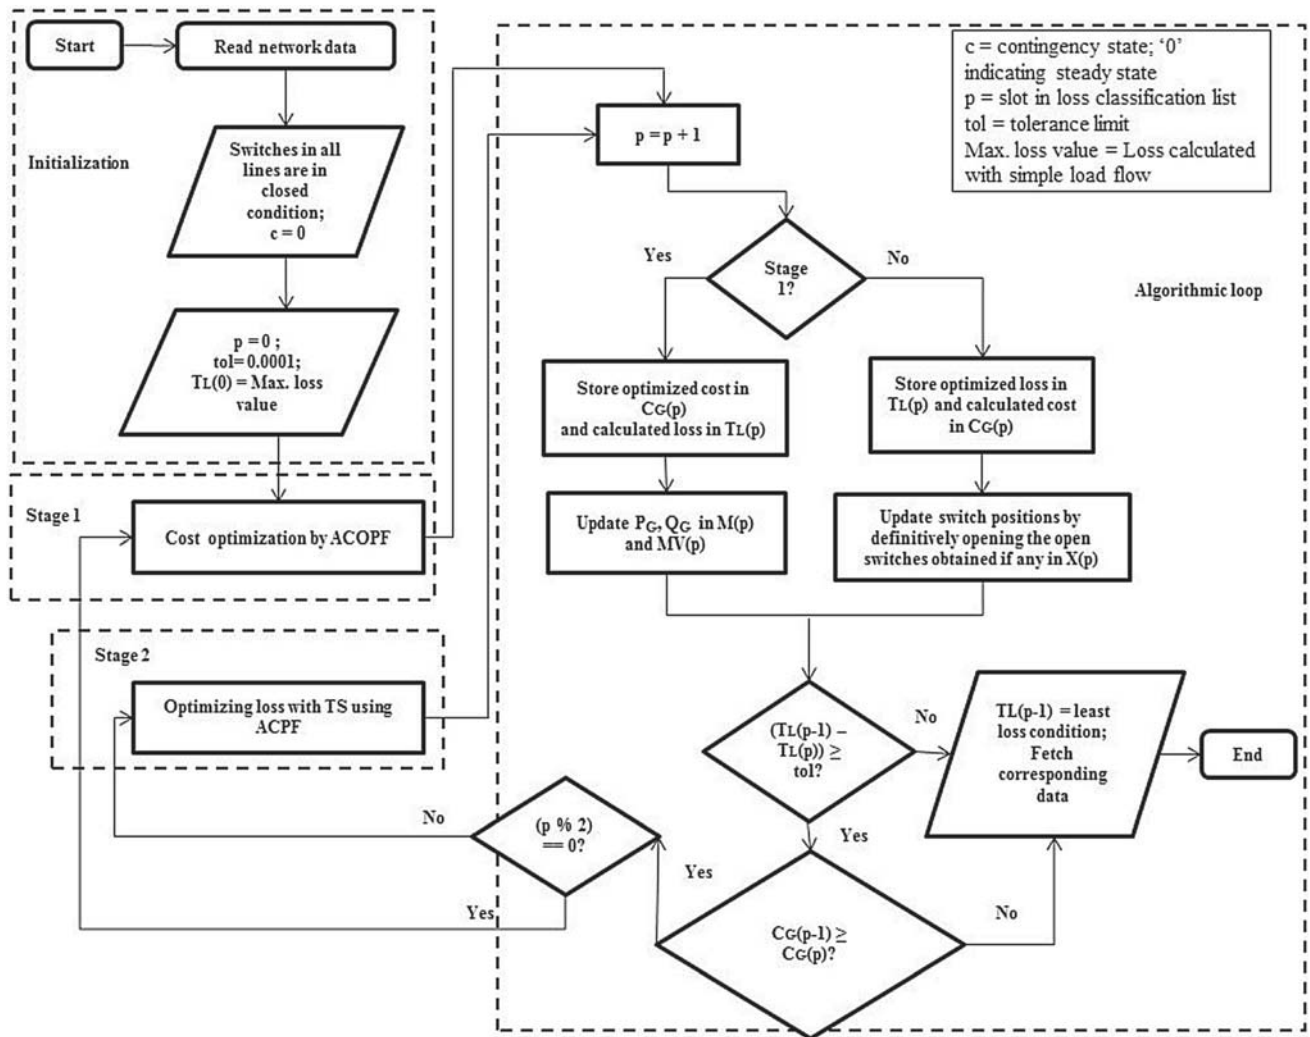 Start
Read network data
Initialization
Switches in all
lines are in
closed
condition;
c = 0
p = 0 ;
tol= 0.0001;
TL(0) = Max. loss
value
Stage 1
Cost optimization by ACOPF
Stage 2
Optimizing loss with TS using
ACPF
c = contingency state; ‘0’
indicating steady state
p = slot in loss classification list
tol = tolerance limit
Max. loss value = Loss calculated
with simple load flow
p = p + 1
Yes
Stage
1?
No
Algorithmic loop
Store optimized cost in
CG(p)
and calculated loss in TL(p)
Store optimized loss in
TL(p) and calculated cost
in CG(p)
Update PG, QG in M(p)
and MV(p)
Update switch positions by
definitively opening the open
switches obtained if any in X(p)
(TL(p-1) –
TL(p)) ≥
tol?
No
Yes
TL(p-1) = least
loss condition;
Fetch
corresponding
data
End
No
(p % 2)
== 0?
Yes
Yes
CG(p-1) ≥
CG(p)?
No